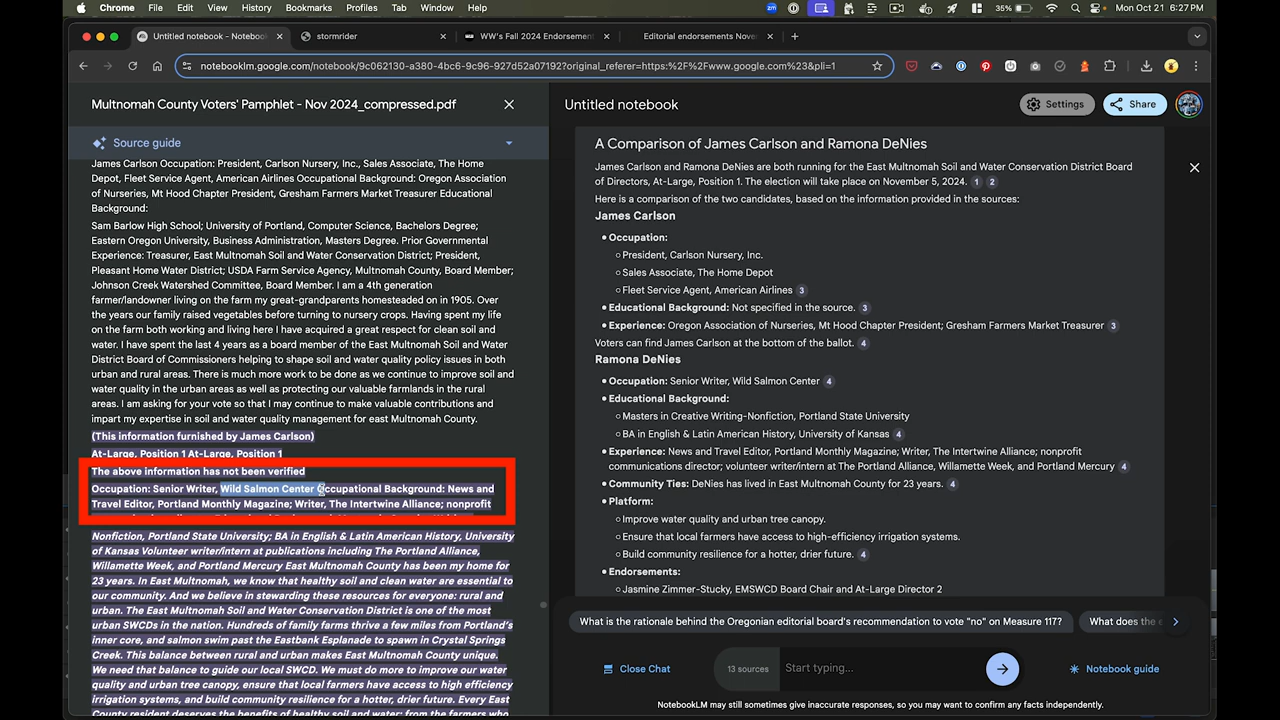 Chrome File Edit View History Bookmarks Profiles Tab Window Help 35% Mon Oct 21 6:27 PM
Untitled notebook - Notebook
stormrider
WW's Fall 2024 Endorsement
Editorial endorsements Nove
notebooklm.google.com/notebook/9c062130-a380-4bc6-9c96-927d52a07192?original_referer=https:%2F%2Fwww.google.com%23&pli=1
Multnomah County Voters' Pamphlet - Nov 2024_compressed.pdf
Source guide
James Carlson Occupation: President, Carlson Nursery, Inc., Sales Associate, The Home
Depot, Fleet Service Agent, American Airlines Occupational Background: Oregon Association
of Nurseries, Mt Hood Chapter President, Gresham Farmers Market Treasurer Educational
Background:
Sam Barlow High School; University of Portland, Computer Science, Bachelors Degree;
Eastern Oregon University, Business Administration, Masters Degree. Prior Governmental
Experience: Treasurer, East Multnomah Soil and Water Conservation District; President,
Pleasant Home Water District; USDA Farm Service Agency, Multnomah County, Board Member;
Johnson Creek Watershed Committee, Board Member. I am a 4th generation
farmer/landowner living on the farm my great-grandparents homesteaded on in 1905. Over
the years our family raised vegetables before turning to nursery crops. Having spent my life
on the farm both working and living here I have acquired a great respect for clean soil and
water. I have spent the last 4 years as a board member of the East Multnomah Soil and Water
District Board of Commissioners helping to shape soil and water quality policy issues in both
urban and rural areas. There is much more work to be done as we continue to improve soil and
water quality in the urban areas as well as protecting our valuable farmlands in the rural
areas. I am asking for your vote so that I may continue to make valuable contributions and
impart my expertise in soil and water quality management for east Multnomah County.
(This information furnished by James Carlson)
At-Large, Position 1 At-Large, Position 1
The above information has not been verified
Occupation: Senior Writer, Wild Salmon Center Occupational Background: News and
Travel Editor, Portland Monthly Magazine; Writer, The Intertwine Alliance; nonprofit
Nonfiction, Portland State University; BA in English & Latin American History, University
of Kansas Volunteer writer/intern at publications including The Portland Alliance,
Willamette Week, and Portland Mercury East Multnomah County has been my home for
23 years. In East Multnomah, we know that healthy soil and clean water are essential to
our community. And we believe in stewarding these resources for everyone: rural and
urban. The East Multnomah Soil and Water Conservation District is one of the most
urban SWCDs in the nation. Hundreds of family farms thrive a few miles from Portland's
inner core, and salmon swim past the Eastbank Esplanade to spawn in Crystal Springs
Creek. This balance between rural and urban makes East Multnomah County unique.
We need that balance to guide our local SWCD. We must do more to improve our water
quality and urban tree canopy, ensure that local farmers have access to high efficiency
irrigation systems, and build community resilience for a hotter, drier future. Every East
County resident deserves the benefits of healthy soil and water: from the farmers who
Untitled notebook
Settings
Share
A Comparison of James Carlson and Ramona DeNies
James Carlson and Ramona DeNies are both running for the East Multnomah Soil and Water Conservation District Board
of Directors, At-Large, Position 1. The election will take place on November 5, 2024. 1 2
Here is a comparison of the two candidates, based on the information provided in the sources:
James Carlson
• Occupation:
○ President, Carlson Nursery, Inc.
○ Sales Associate, The Home Depot
○ Fleet Service Agent, American Airlines 3
• Educational Background: Not specified in the source. 3
• Experience: Oregon Association of Nurseries, Mt Hood Chapter President; Gresham Farmers Market Treasurer 3
Voters can find James Carlson at the bottom of the ballot. 4
Ramona DeNies
• Occupation: Senior Writer, Wild Salmon Center 4
• Educational Background:
○ Masters in Creative Writing-Nonfiction, Portland State University
○ BA in English & Latin American History, University of Kansas 4
• Experience: News and Travel Editor, Portland Monthly Magazine; Writer, The Intertwine Alliance; nonprofit
communications director; volunteer writer/intern at The Portland Alliance, Willamette Week, and Portland Mercury 4
• Community Ties: DeNies has lived in East Multnomah County for 23 years. 4
• Platform:
○ Improve water quality and urban tree canopy.
○ Ensure that local farmers have access to high-efficiency irrigation systems.
○ Build community resilience for a hotter, drier future. 4
• Endorsements:
○ Jasmine Zimmer-Stucky, EMSWCD Board Chair and At-Large Director 2
What is the rationale behind the Oregonian editorial board's recommendation to vote "no" on Measure 117?
What does the e
Close Chat
13 sources
Start typing...
Notebook guide
NotebookLM may still sometimes give inaccurate responses, so you may want to confirm any facts independently.